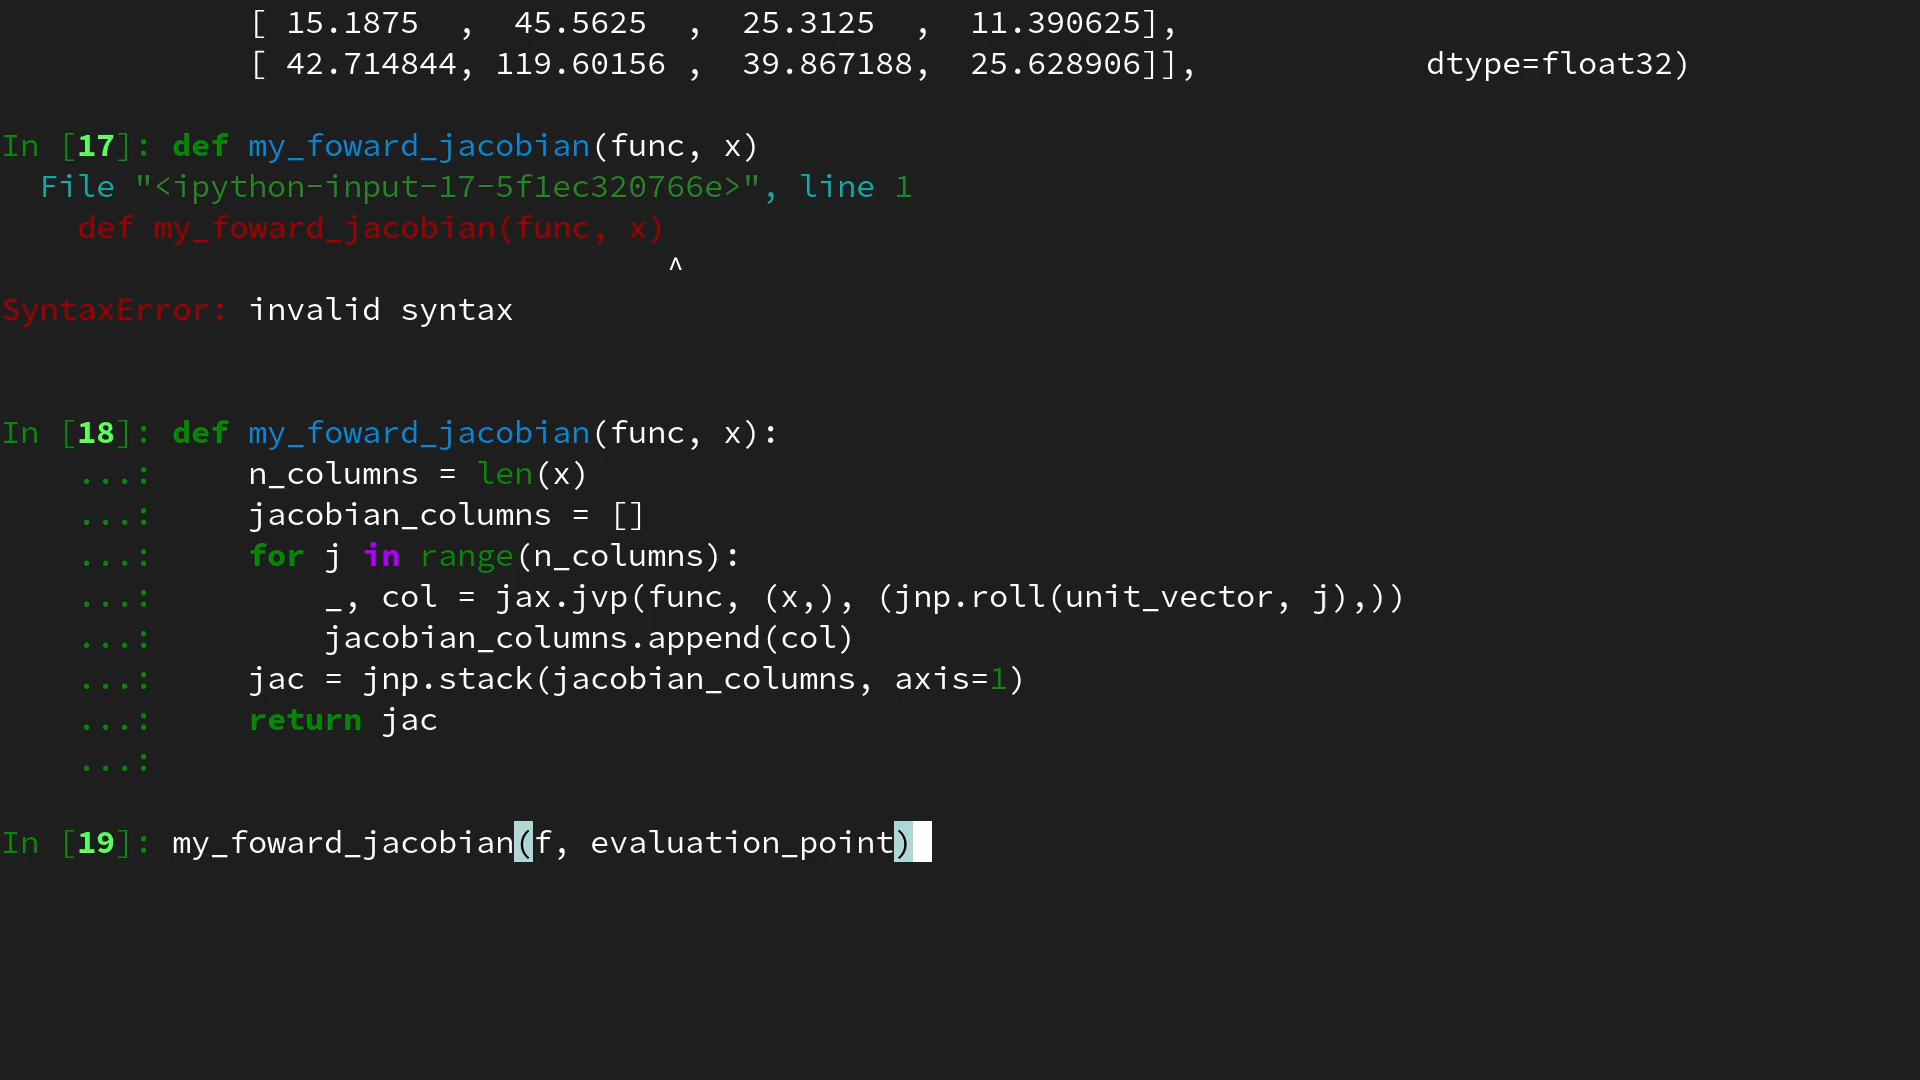 [ 15.1875  ,  45.5625  ,  25.3125  ,  11.390625],
[ 42.714844, 119.60156 ,  39.867188,  25.628906]],            dtype=float32)
In [17]: def my_foward_jacobian(func, x)
  File "<ipython-input-17-5f1ec320766e>", line 1
    def my_foward_jacobian(func, x)
                                   ^
SyntaxError: invalid syntax
In [18]: def my_foward_jacobian(func, x):
    ...:     n_columns = len(x)
    ...:     jacobian_columns = []
    ...:     for j in range(n_columns):
    ...:         _, col = jax.jvp(func, (x,), (jnp.roll(unit_vector, j),))
    ...:         jacobian_columns.append(col)
    ...:     jac = jnp.stack(jacobian_columns, axis=1)
    ...:     return jac
    ...:
In [19]: my_foward_jacobian(f, evaluation_point)